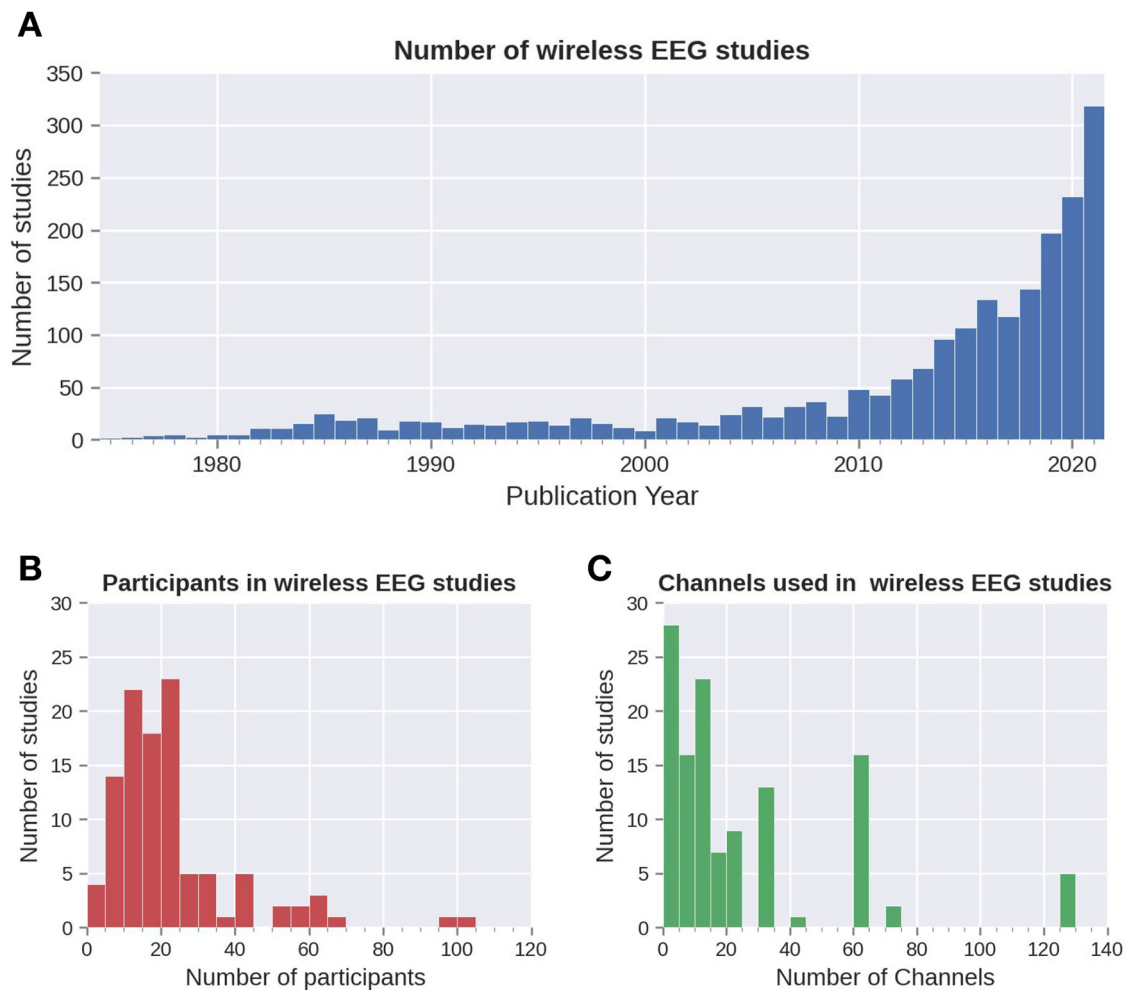 A
Number of wireless EEG studies
Number of studies
350
300
250
200
150
100
50
0
1980 1990 2000 2010 2020
Publication Year
B
Participants in wireless EEG studies
Number of studies
30
25
20
15
10
5
0
0 20 40 60 80 100 120
Number of participants
C
Channels used in  wireless EEG studies
Number of studies
30
25
20
15
10
5
0
0 20 40 60 80 100 120 140
Number of Channels